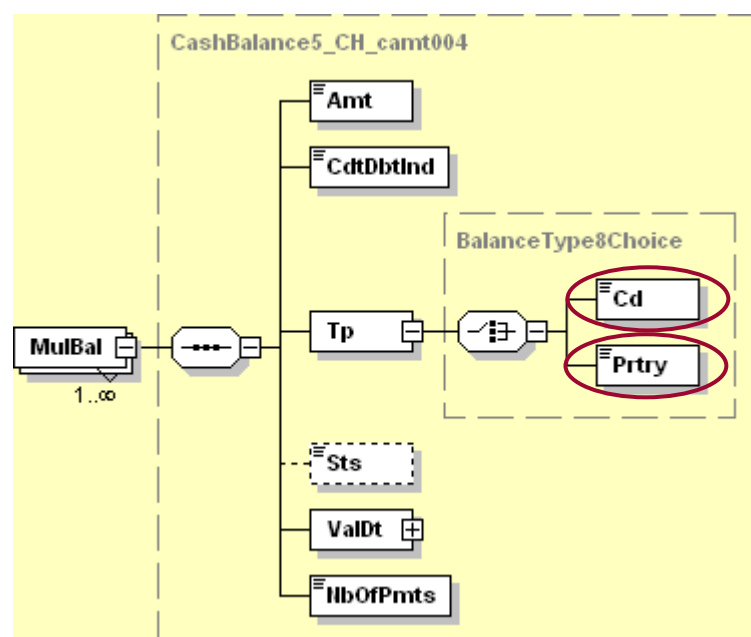 CashBalance5_CH_camt004
Amt
CdtDbtInd
BalanceType8Choice
Cd
Tp
MulBal
1..∞
Prtry
Sts
ValDt
NbOfPmts